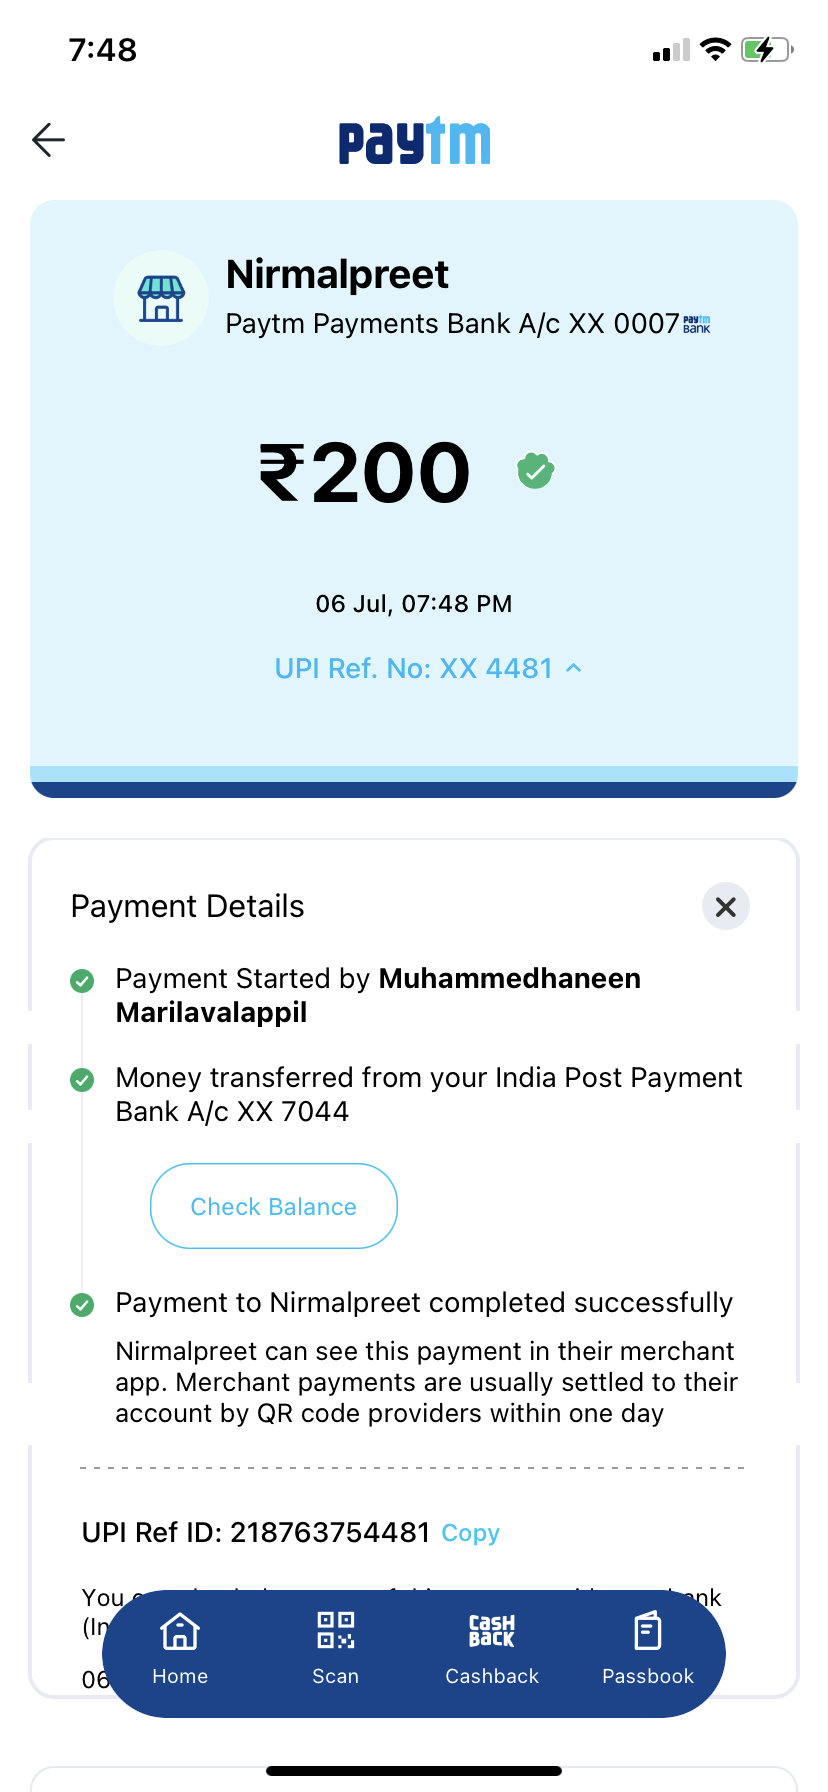 7:48
paytm
Nirmalpreet
Paytm Payments Bank A/c XX 0007 paytm BANK
₹200
06 Jul, 07:48 PM
UPI Ref. No: XX 4481
Payment Details
Payment Started by Muhammedhaneen
Marilavalappil
Money transferred from your India Post Payment
Bank A/c XX 7044
Check Balance
Payment to Nirmalpreet completed successfully
Nirmalpreet can see this payment in their merchant
app. Merchant payments are usually settled to their
account by QR code providers within one day
UPI Ref ID: 218763754481 Copy
You
(In
06
CASH BACK
Home Scan Cashback Passbook